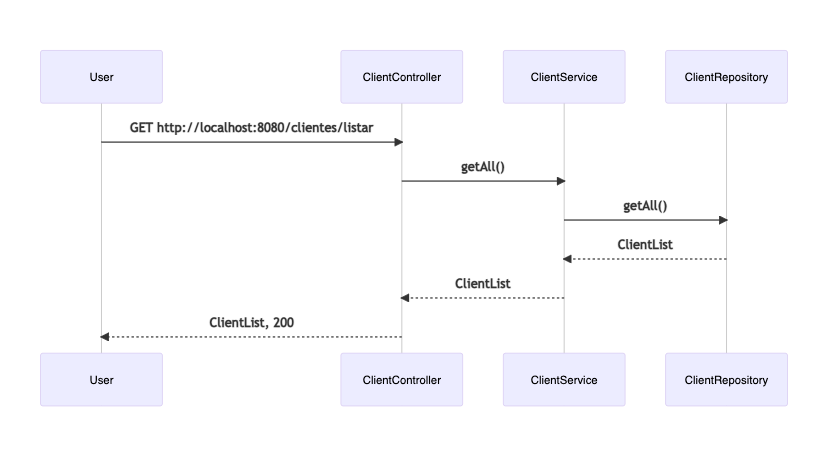 User
ClientController
ClientService
ClientRepository
GET http://localhost:8080/clientes/listar
getAll()
getAll()
ClientList
ClientList
ClientList, 200
User
ClientController
ClientService
ClientRepository